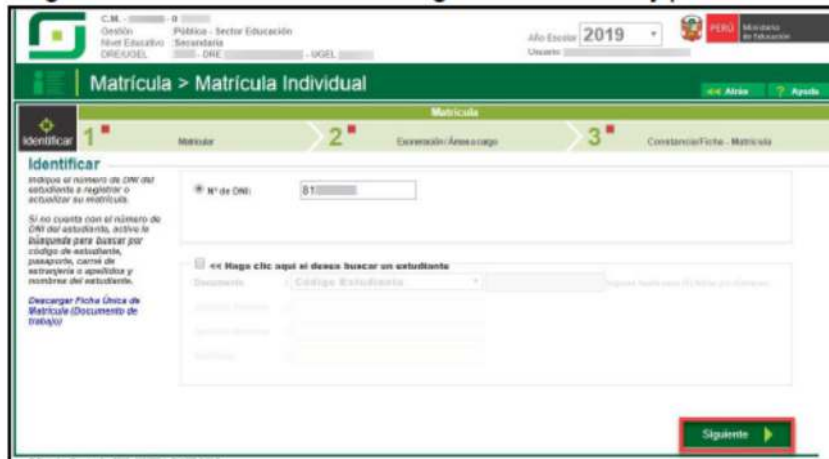 C.M. - - 0
Gestión Pública - Sector Educación
Nivel Educativo Secundaria
DRE/UGEL - DRE - UGEL
Año Escolar 2019
Usuario
PERÚ Ministerio de Educación
Matrícula > Matrícula Individual
<< Atrás ? Ayuda
Matrícula
Identificar 1 Matricular 2 Exoneración/Área a cargo 3 Constancia/Ficha - Matrícula
Identificar
Indique el número de DNI del
estudiante a registrar o
actualizar su matrícula.
Nº de DNI: 81
Si no cuenta con el número de
DNI del estudiante, active la
búsqueda para buscar por
código de estudiante,
pasaporte, carné de
extranjería o apellidos y
nombres del estudiante.
<< Haga clic aquí si desea buscar un estudiante
Documento : Código Estudiante
Descargar Ficha Única de
Matrícula (Documento de
trabajo)
Siguiente